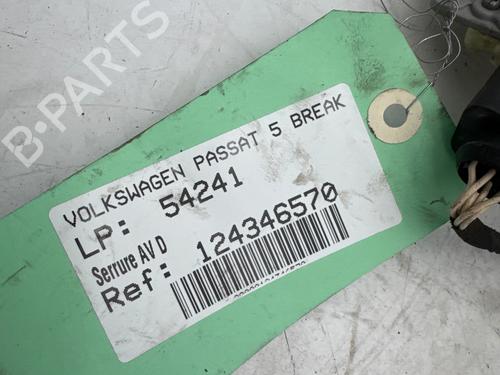 B-PARTS
VOLKSWAGEN PASSAT 5 BREAK
LP: 54241
Serrure AV D
Ref: 124346570